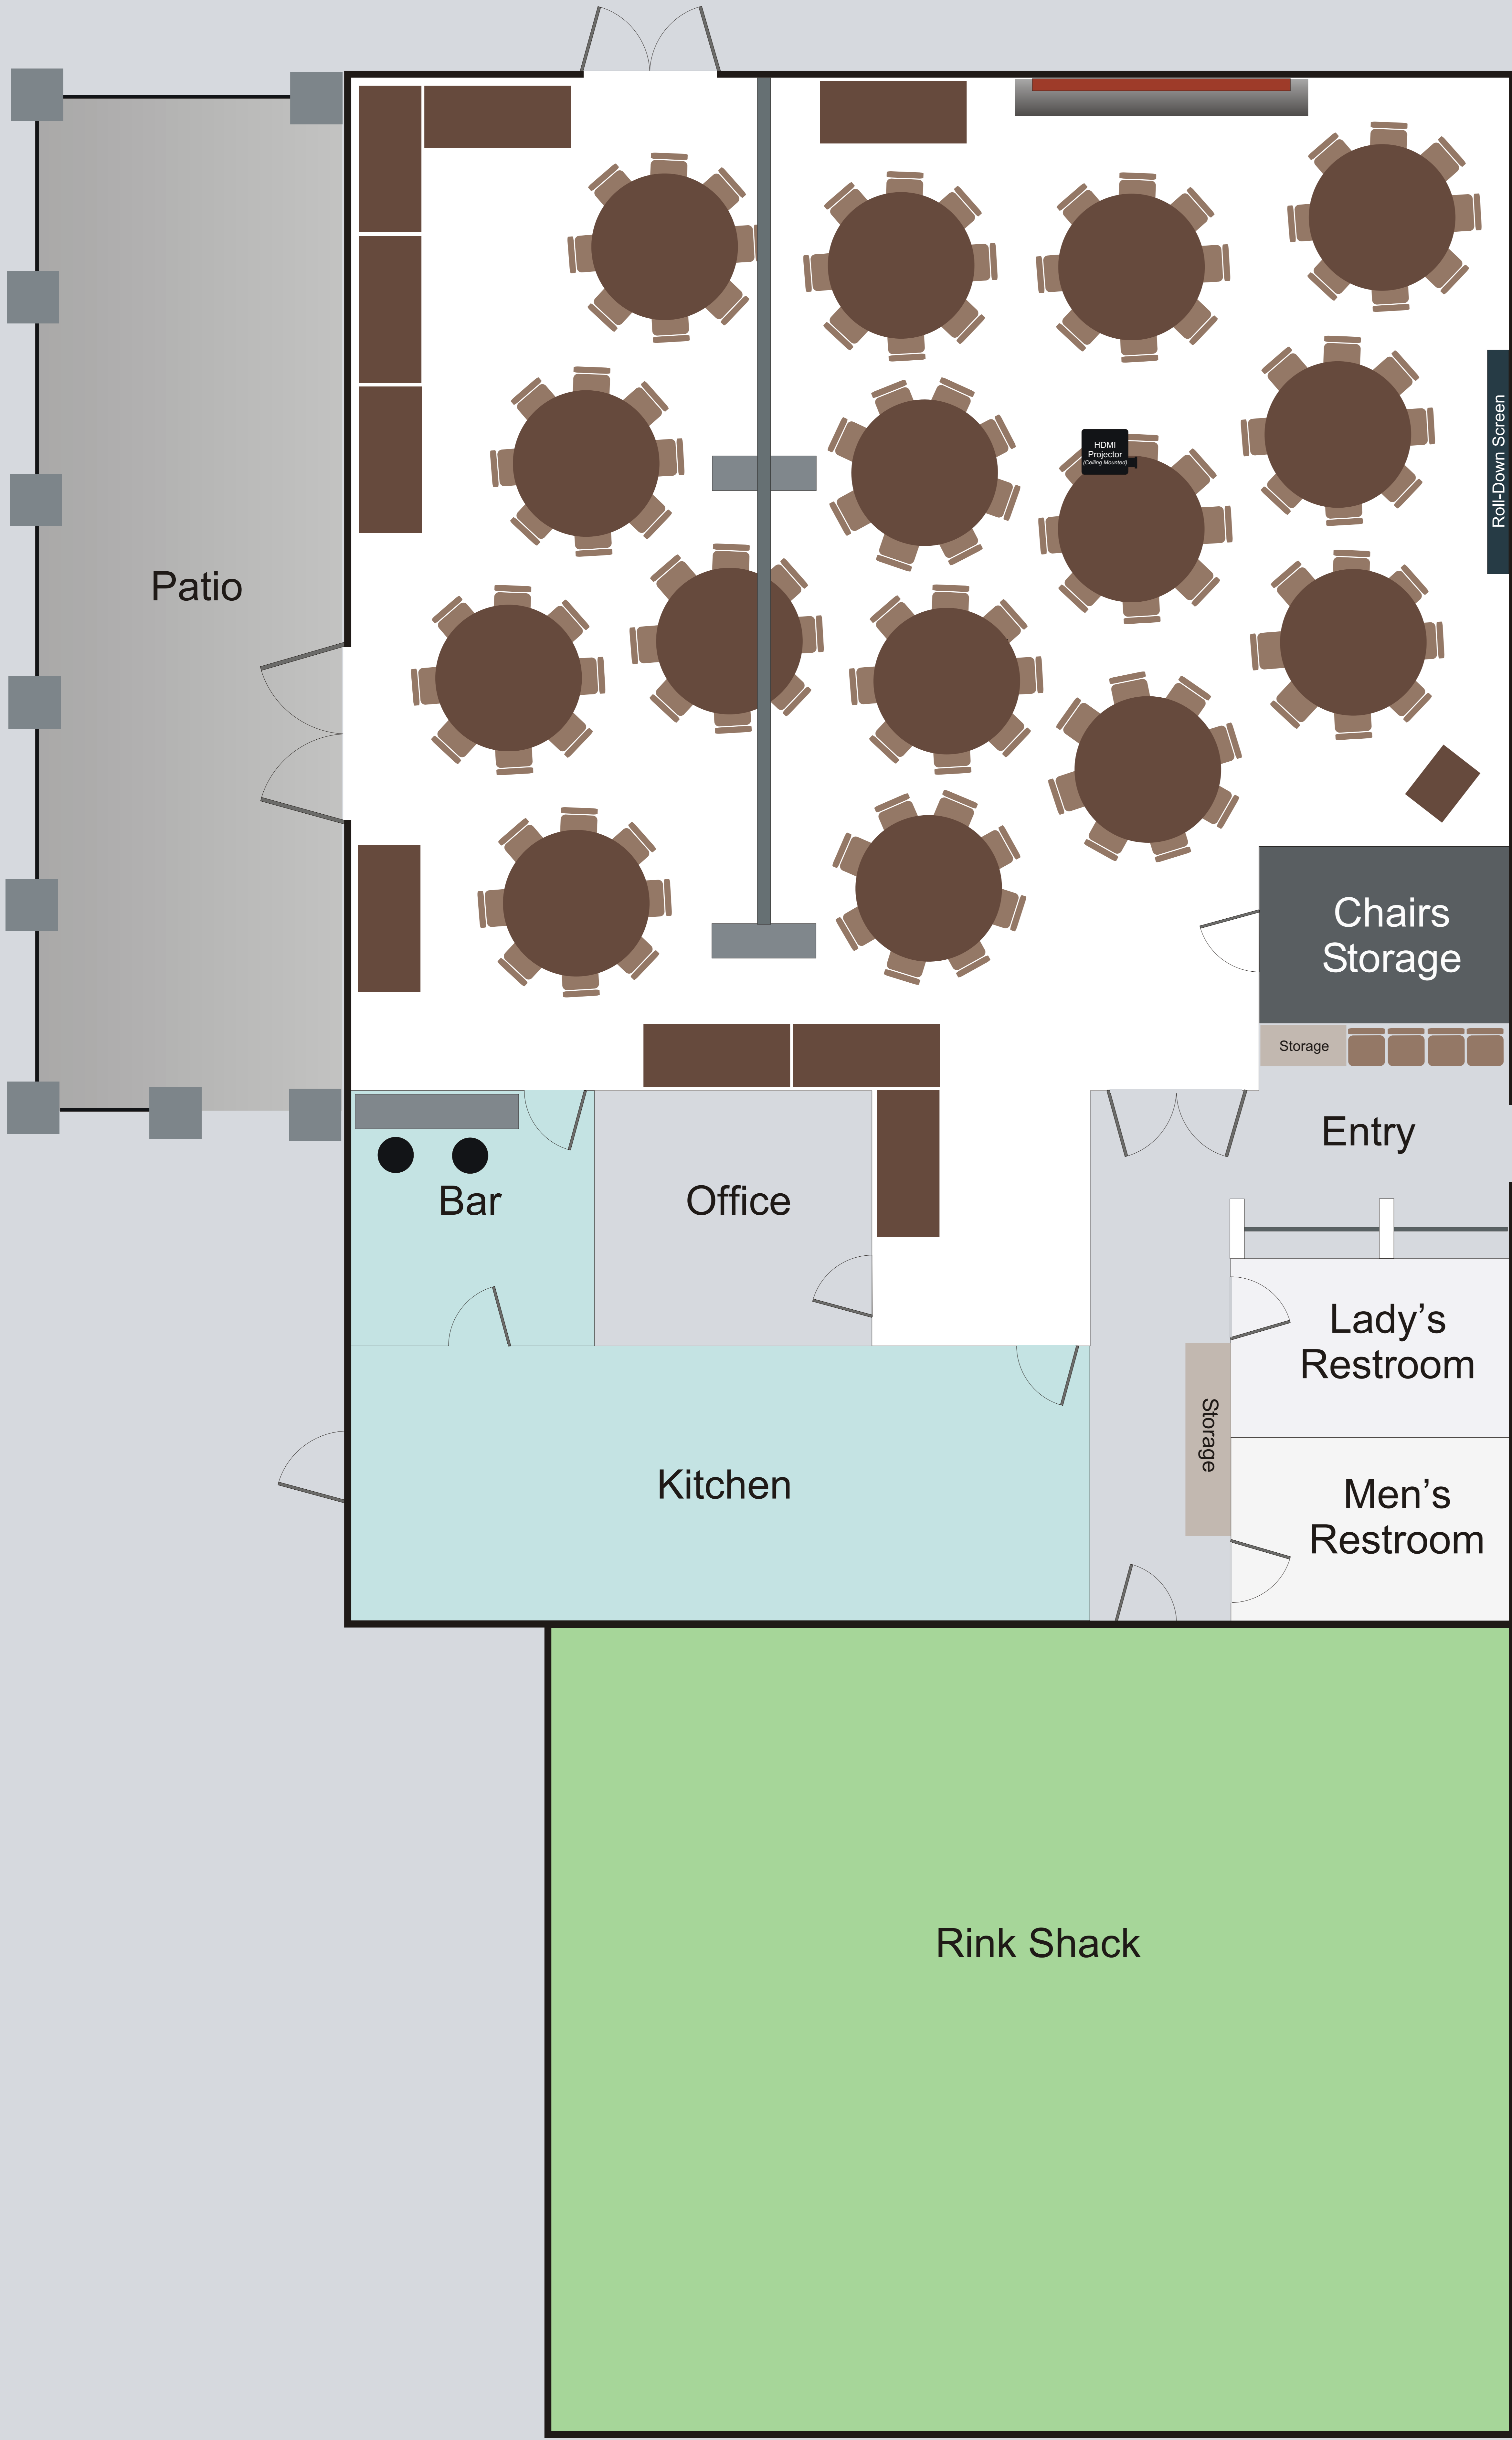 HDMI
Projector
(Ceiling Mounted)
Roll-Down Screen
Patio
Chairs
Storage
Storage
Entry
Bar
Office
Lady’s
Restroom
Storage
Kitchen
Men’s
Restroom
Rink Shack